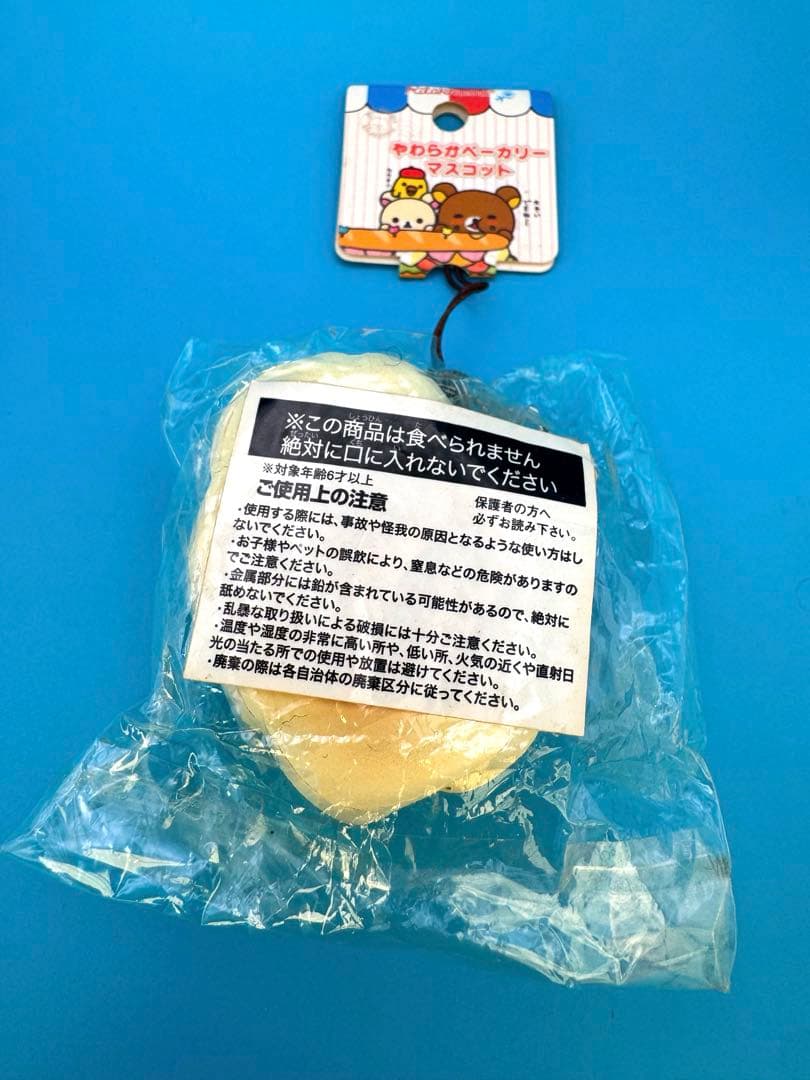 やわらかベーカリー
マスコット
※この商品は食べられません
絶対に口に入れないでください
※対象年齢6才以上
ご使用上の注意
保護者の方へ
必ずお読み下さい。
・使用する際には、事故や怪我の原因となるような使い方はし
ないでください。
・お子様やペットの誤飲により、窒息などの危険がありますの
でご注意ください。
・金属部分には鉛が含まれている可能性があるので、絶対に
舐めないでください。
・乱暴な取り扱いによる破損には十分ご注意ください。
・温度や湿度の非常に高い所や、低い所、火気の近くや直射日
光の当たる所での使用や放置は避けてください。
・廃棄の際は各自治体の廃棄区分に従ってください。